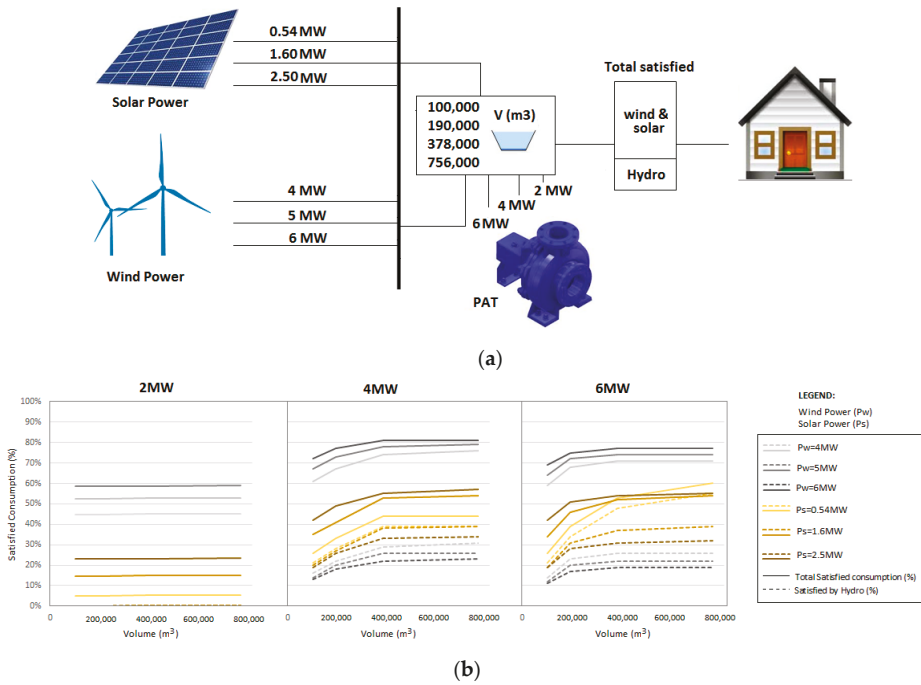 0.54 MW
1.60 MW
2.50 MW
Solar Power
4 MW
5 MW
6 MW
Wind Power
100,000
190,000
378,000
756,000
V (m3)
2 MW
4 MW
6 MW
PAT
Total satisfied
wind &
solar
Hydro
(a)
2MW
4MW
6MW
Satisfied Consumption (%)
100%
90%
80%
70%
60%
50%
40%
30%
20%
10%
0%
0 200,000 400,000 600,000 800,000
0 200,000 400,000 600,000 800,000
0 200,000 400,000 600,000 800,000
Volume (m3)
Volume (m3)
Volume (m3)
LEGEND:
Wind Power (Pw)
Solar Power (Ps)
Pw=4MW
Pw=5MW
Pw=6MW
Ps=0.54MW
Ps=1.6MW
Ps=2.5MW
Total Satisfied consumption (%)
Satisfied by Hydro (%)
(b)